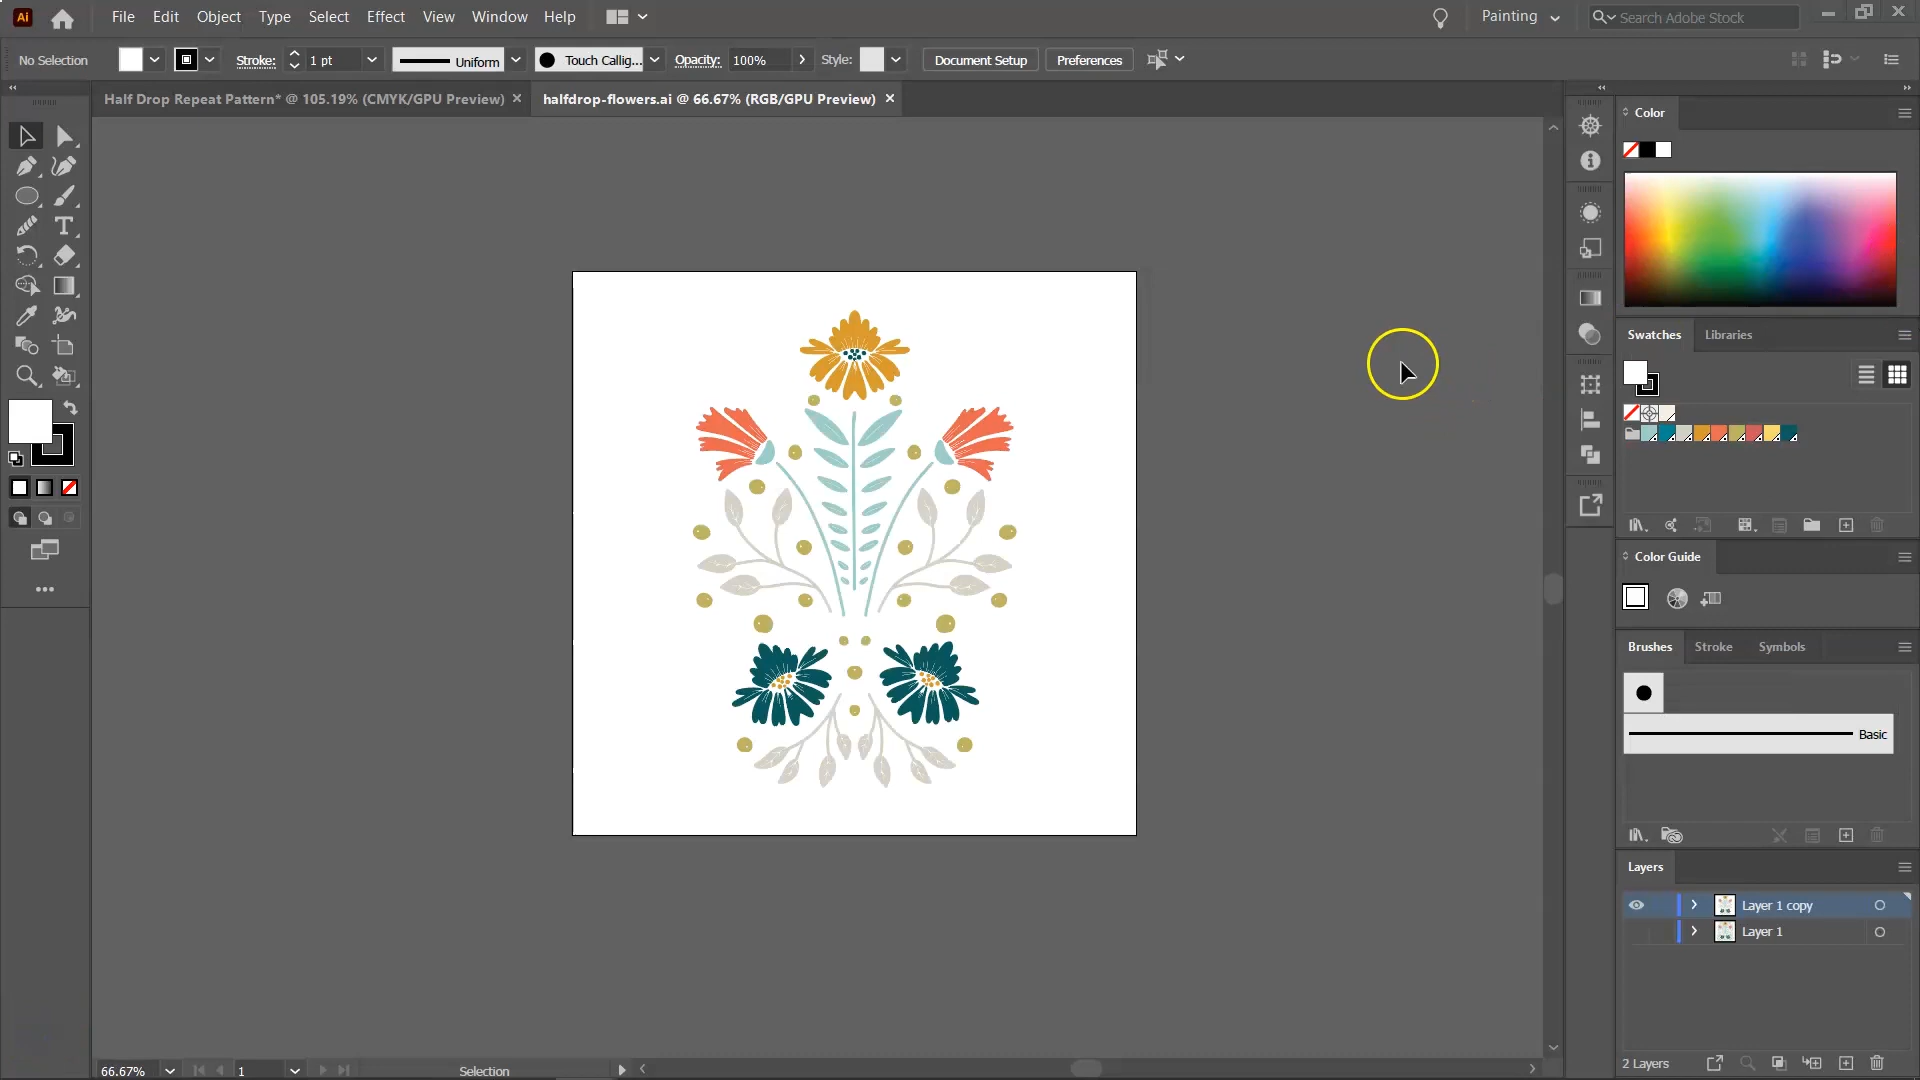 Ai File Edit Object Type Select Effect View Window Help Painting Search Adobe Stock
No Selection Stroke: 1 pt Uniform Touch Callig... Opacity: 100% Style: Document Setup Preferences
Half Drop Repeat Pattern* @ 105.19% (CMYK/GPU Preview) halfdrop-flowers.ai @ 66.67% (RGB/GPU Preview)
Color
Swatches Libraries
Color Guide
Brushes Stroke Symbols
Basic
Layers
Layer 1 copy
Layer 1
2 Layers
66.67% 1 Selection